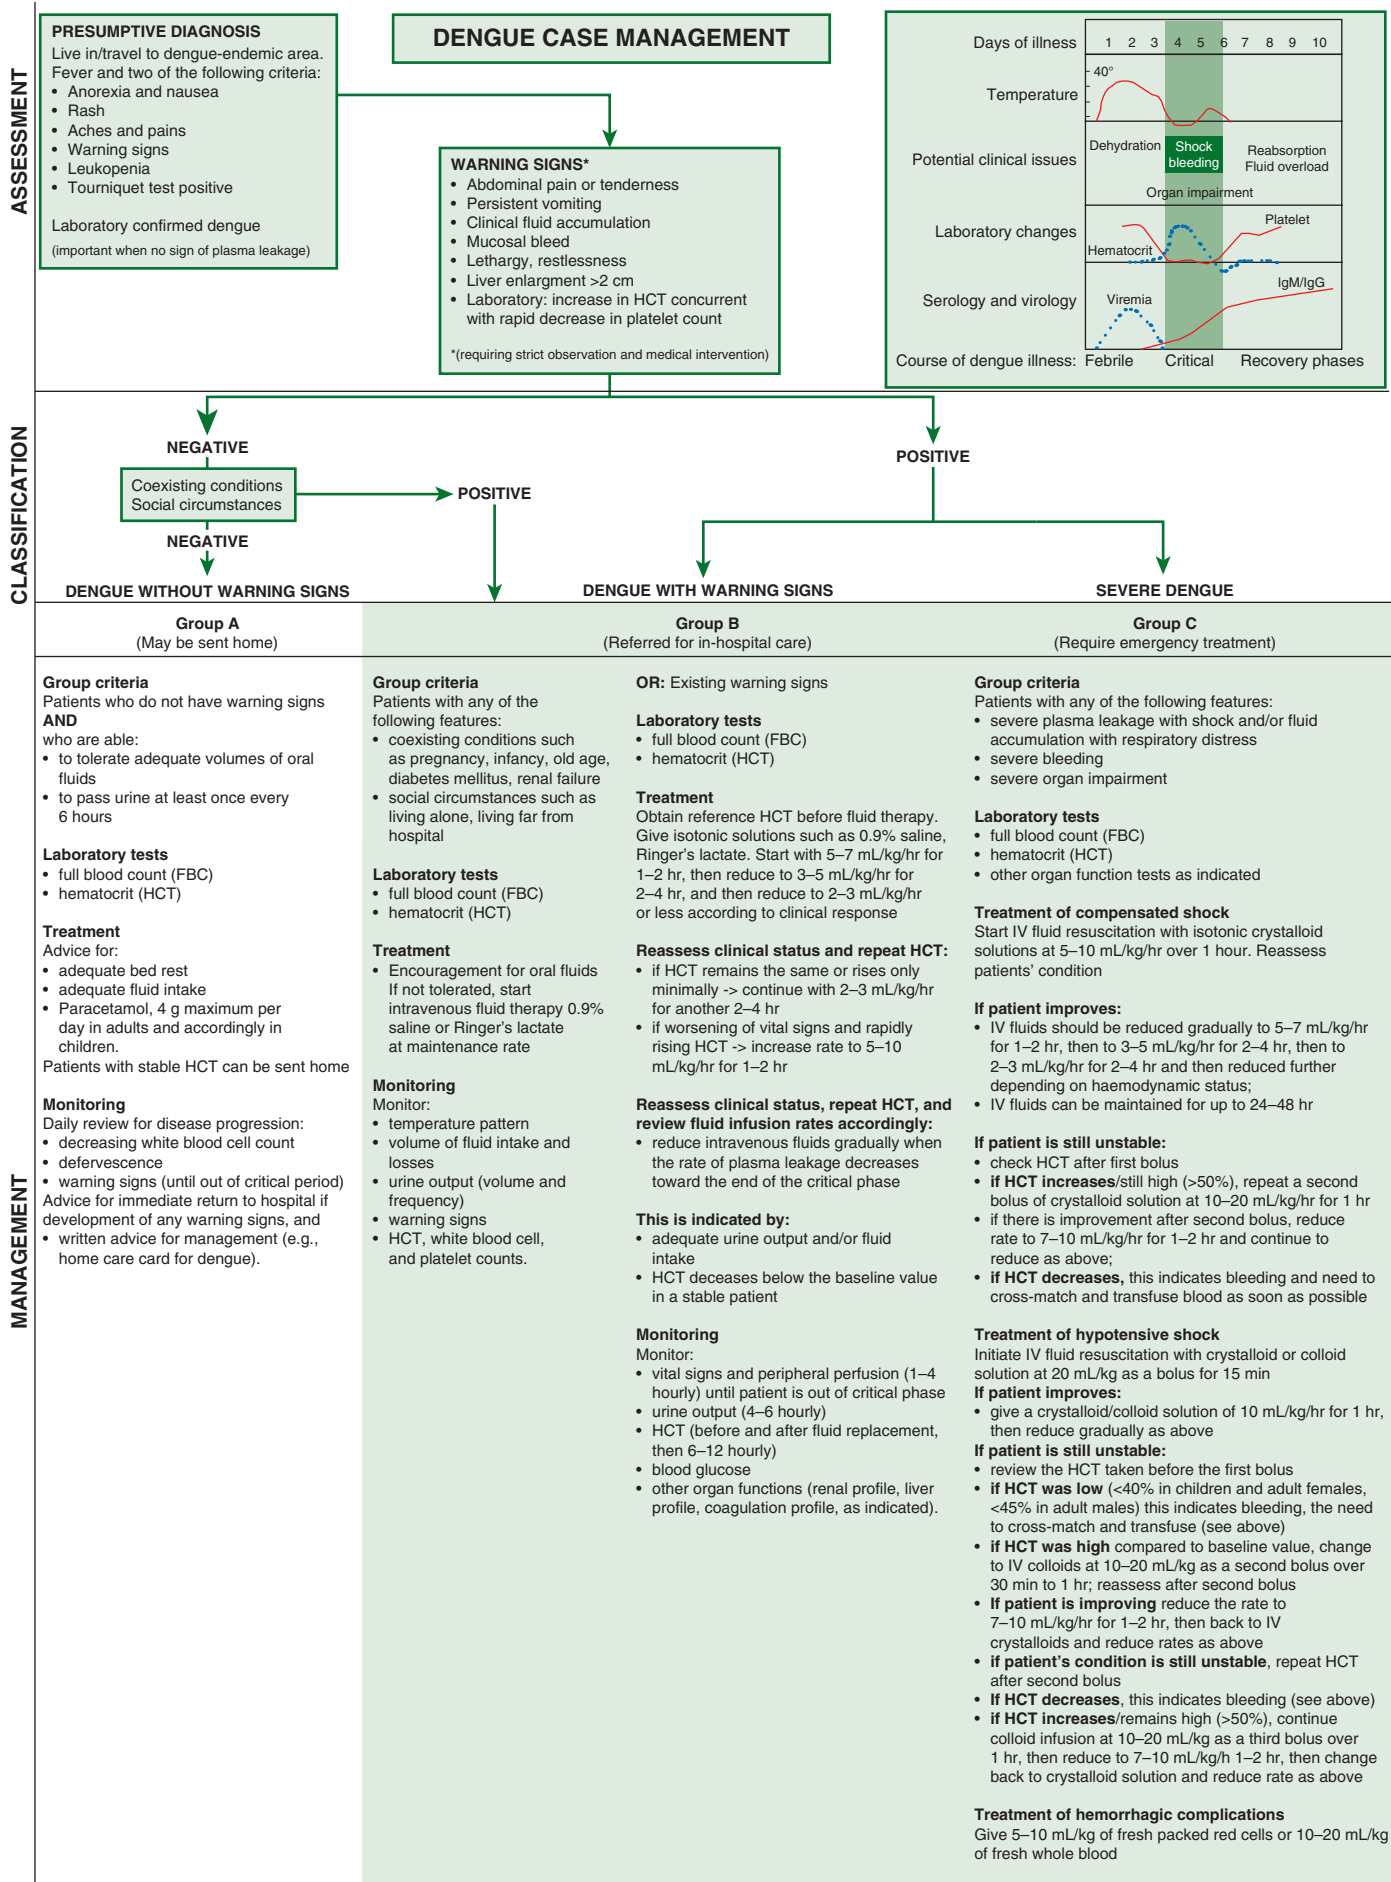 ASSESSMENT
PRESUMPTIVE DIAGNOSIS
Live in/travel to dengue-endemic area.
Fever and two of the following criteria:
• Anorexia and nausea
• Rash
• Aches and pains
• Warning signs
• Leukopenia
• Tourniquet test positive
Laboratory confirmed dengue
(important when no sign of plasma leakage)
DENGUE CASE MANAGEMENT
WARNING SIGNS*
• Abdominal pain or tenderness
• Persistent vomiting
• Clinical fluid accumulation
• Mucosal bleed
• Lethargy, restlessness
• Liver enlargment >2 cm
• Laboratory: increase in HCT concurrent
with rapid decrease in platelet count
*(requiring strict observation and medical intervention)
Days of illness 1 2 3 4 5 6 7 8 9 10
40°
Temperature
Potential clinical issues
Dehydration
Shock
bleeding
Reabsorption
Fluid overload
Organ impairment
Laboratory changes
Platelet
Hematocrit
Serology and virology
IgM/IgG
Viremia
Course of dengue illness: Febrile Critical Recovery phases
CLASSIFICATION
NEGATIVE
Coexisting conditions
Social circumstances
POSITIVE
NEGATIVE
POSITIVE
DENGUE WITHOUT WARNING SIGNS
DENGUE WITH WARNING SIGNS
SEVERE DENGUE
MANAGEMENT
Group A
(May be sent home)
Group B
(Referred for in-hospital care)
Group C
(Require emergency treatment)
Group criteria
Patients who do not have warning signs
AND
who are able:
• to tolerate adequate volumes of oral
fluids
• to pass urine at least once every
6 hours
Laboratory tests
• full blood count (FBC)
• hematocrit (HCT)
Treatment
Advice for:
• adequate bed rest
• adequate fluid intake
• Paracetamol, 4 g maximum per
day in adults and accordingly in
children.
Patients with stable HCT can be sent home
Monitoring
Daily review for disease progression:
• decreasing white blood cell count
• defervescence
• warning signs (until out of critical period)
Advice for immediate return to hospital if
development of any warning signs, and
• written advice for management (e.g.,
home care card for dengue).
Group criteria
Patients with any of the
following features:
• coexisting conditions such
as pregnancy, infancy, old age,
diabetes mellitus, renal failure
• social circumstances such as
living alone, living far from
hospital
Laboratory tests
• full blood count (FBC)
• hematocrit (HCT)
Treatment
• Encouragement for oral fluids
If not tolerated, start
intravenous fluid therapy 0.9%
saline or Ringer's lactate
at maintenance rate
Monitoring
Monitor:
• temperature pattern
• volume of fluid intake and
losses
• urine output (volume and
frequency)
• warning signs
• HCT, white blood cell,
and platelet counts.
OR: Existing warning signs
Laboratory tests
• full blood count (FBC)
• hematocrit (HCT)
Treatment
Obtain reference HCT before fluid therapy.
Give isotonic solutions such as 0.9% saline,
Ringer's lactate. Start with 5–7 mL/kg/hr for
1–2 hr, then reduce to 3–5 mL/kg/hr for
2–4 hr, and then reduce to 2–3 mL/kg/hr
or less according to clinical response
Reassess clinical status and repeat HCT:
• if HCT remains the same or rises only
minimally -> continue with 2–3 mL/kg/hr
for another 2–4 hr
• if worsening of vital signs and rapidly
rising HCT -> increase rate to 5–10
mL/kg/hr for 1–2 hr
Reassess clinical status, repeat HCT, and
review fluid infusion rates accordingly:
• reduce intravenous fluids gradually when
the rate of plasma leakage decreases
toward the end of the critical phase
This is indicated by:
• adequate urine output and/or fluid
intake
• HCT deceases below the baseline value
in a stable patient
Monitoring
Monitor:
• vital signs and peripheral perfusion (1–4
hourly) until patient is out of critical phase
• urine output (4–6 hourly)
• HCT (before and after fluid replacement,
then 6–12 hourly)
• blood glucose
• other organ functions (renal profile, liver
profile, coagulation profile, as indicated).
Group criteria
Patients with any of the following features:
• severe plasma leakage with shock and/or fluid
accumulation with respiratory distress
• severe bleeding
• severe organ impairment
Laboratory tests
• full blood count (FBC)
• hematocrit (HCT)
• other organ function tests as indicated
Treatment of compensated shock
Start IV fluid resuscitation with isotonic crystalloid
solutions at 5–10 mL/kg/hr over 1 hour. Reassess
patients' condition
If patient improves:
• IV fluids should be reduced gradually to 5–7 mL/kg/hr
for 1–2 hr, then to 3–5 mL/kg/hr for 2–4 hr, then to
2–3 mL/kg/hr for 2–4 hr and then reduced further
depending on haemodynamic status;
• IV fluids can be maintained for up to 24–48 hr
If patient is still unstable:
• check HCT after first bolus
• if HCT increases/still high (>50%), repeat a second
bolus of crystalloid solution at 10–20 mL/kg/hr for 1 hr
• if there is improvement after second bolus, reduce
rate to 7–10 mL/kg/hr for 1–2 hr and continue to
reduce as above;
• if HCT decreases, this indicates bleeding and need to
cross-match and transfuse blood as soon as possible
Treatment of hypotensive shock
Initiate IV fluid resuscitation with crystalloid or colloid
solution at 20 mL/kg as a bolus for 15 min
If patient improves:
• give a crystalloid/colloid solution of 10 mL/kg/hr for 1 hr,
then reduce gradually as above
If patient is still unstable:
• review the HCT taken before the first bolus
• if HCT was low (<40% in children and adult females,
<45% in adult males) this indicates bleeding, the need
to cross-match and transfuse (see above)
• if HCT was high compared to baseline value, change
to IV colloids at 10–20 mL/kg as a second bolus over
30 min to 1 hr; reassess after second bolus
• If patient is improving reduce the rate to
7–10 mL/kg/hr for 1–2 hr, then back to IV
crystalloids and reduce rates as above
• if patient's condition is still unstable, repeat HCT
after second bolus
• If HCT decreases, this indicates bleeding (see above)
• if HCT increases/remains high (>50%), continue
colloid infusion at 10–20 mL/kg as a third bolus over
1 hr, then reduce to 7–10 mL/kg/h 1–2 hr, then change
back to crystalloid solution and reduce rate as above
Treatment of hemorrhagic complications
Give 5–10 mL/kg of fresh packed red cells or 10–20 mL/kg
of fresh whole blood